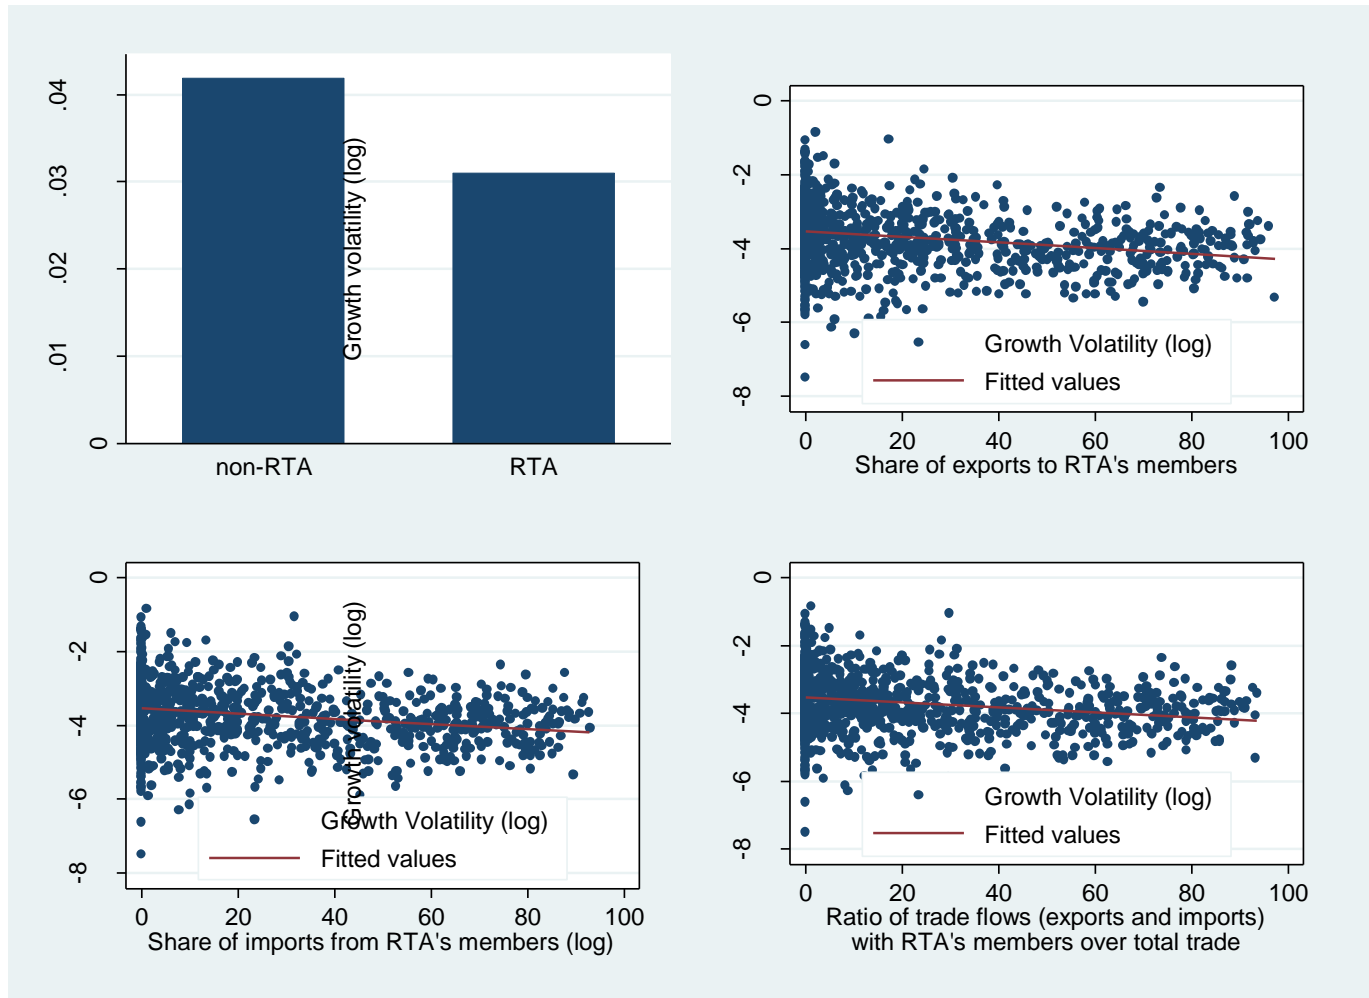 .04
.03
.02
.01
0
non-RTA
RTA
Growth volatility (log)
0
-2
-4
-6
-8
Growth Volatility (log)
Fitted values
0 20 40 60 80 100
Share of exports to RTA's members
0
-2
-4
-6
-8
Growth volatility (log)
Growth Volatility (log)
Fitted values
0 20 40 60 80 100
Share of imports from RTA's members (log)
0
-2
-4
-6
-8
Growth Volatility (log)
Fitted values
0 20 40 60 80 100
Ratio of trade flows (exports and imports)
with RTA's members over total trade